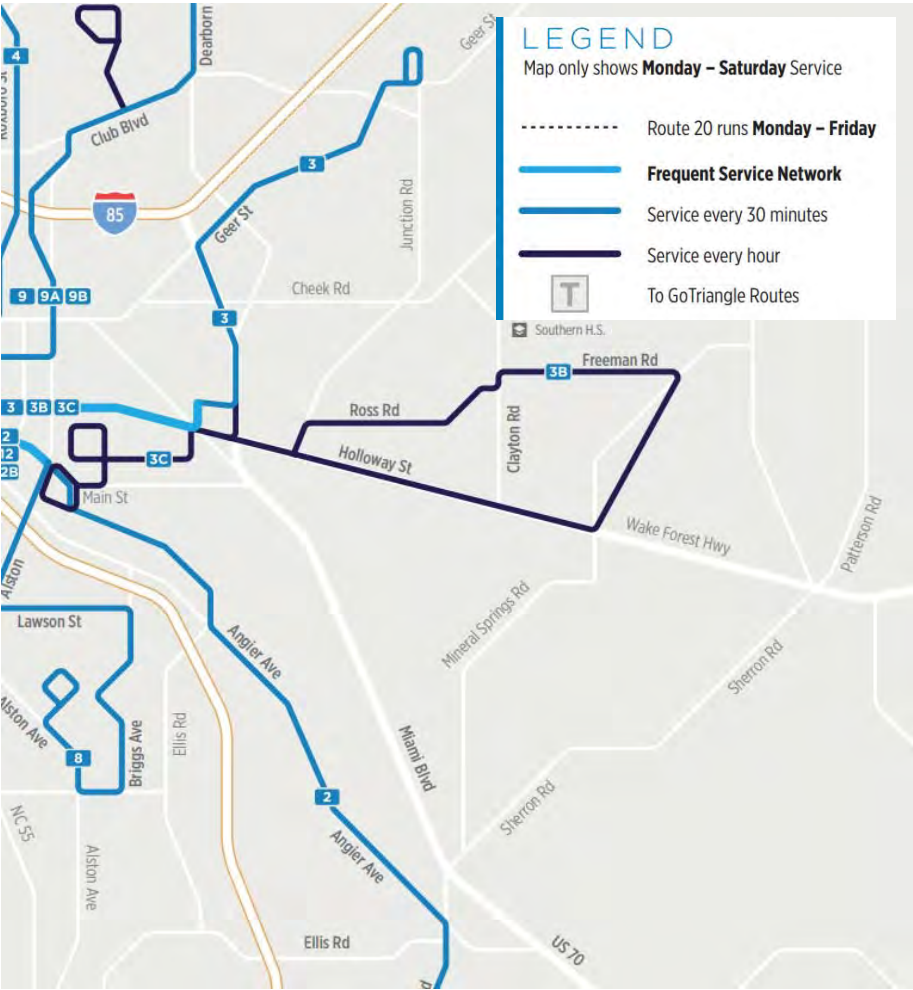 LEGEND
Map only shows Monday – Saturday Service
Route 20 runs Monday – Friday
Frequent Service Network
Service every 30 minutes
Service every hour
T
To GoTriangle Routes
Dearborn
Geer St
4
Roxboro St
Club Blvd
3
85
Geer St
Junction Rd
9 9A 9B
Cheek Rd
3
Southern H.S.
Freeman Rd
3B
3 3B 3C
Ross Rd
Clayton Rd
2
12
2B
3C
Holloway St
Main St
Wake Forest Hwy
Patterson Rd
Alston
Mineral Springs Rd
Lawson St
Angier Ave
Sherron Rd
Alston Ave
Briggs Ave
Ellis Rd
Miami Blvd
8
2
Sherron Rd
NC 55
Alston Ave
Angier Ave
Ellis Rd
US 70